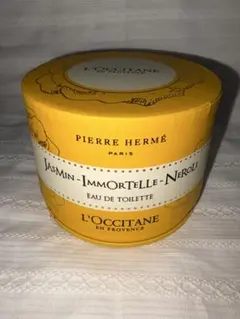 L'OCCITANE
PIERRE HERMÉ
PARIS
JASMIN-IMMORTELLE-NEROLI
EAU DE TOILETTE
L'OCCITANE
EN PROVENCE